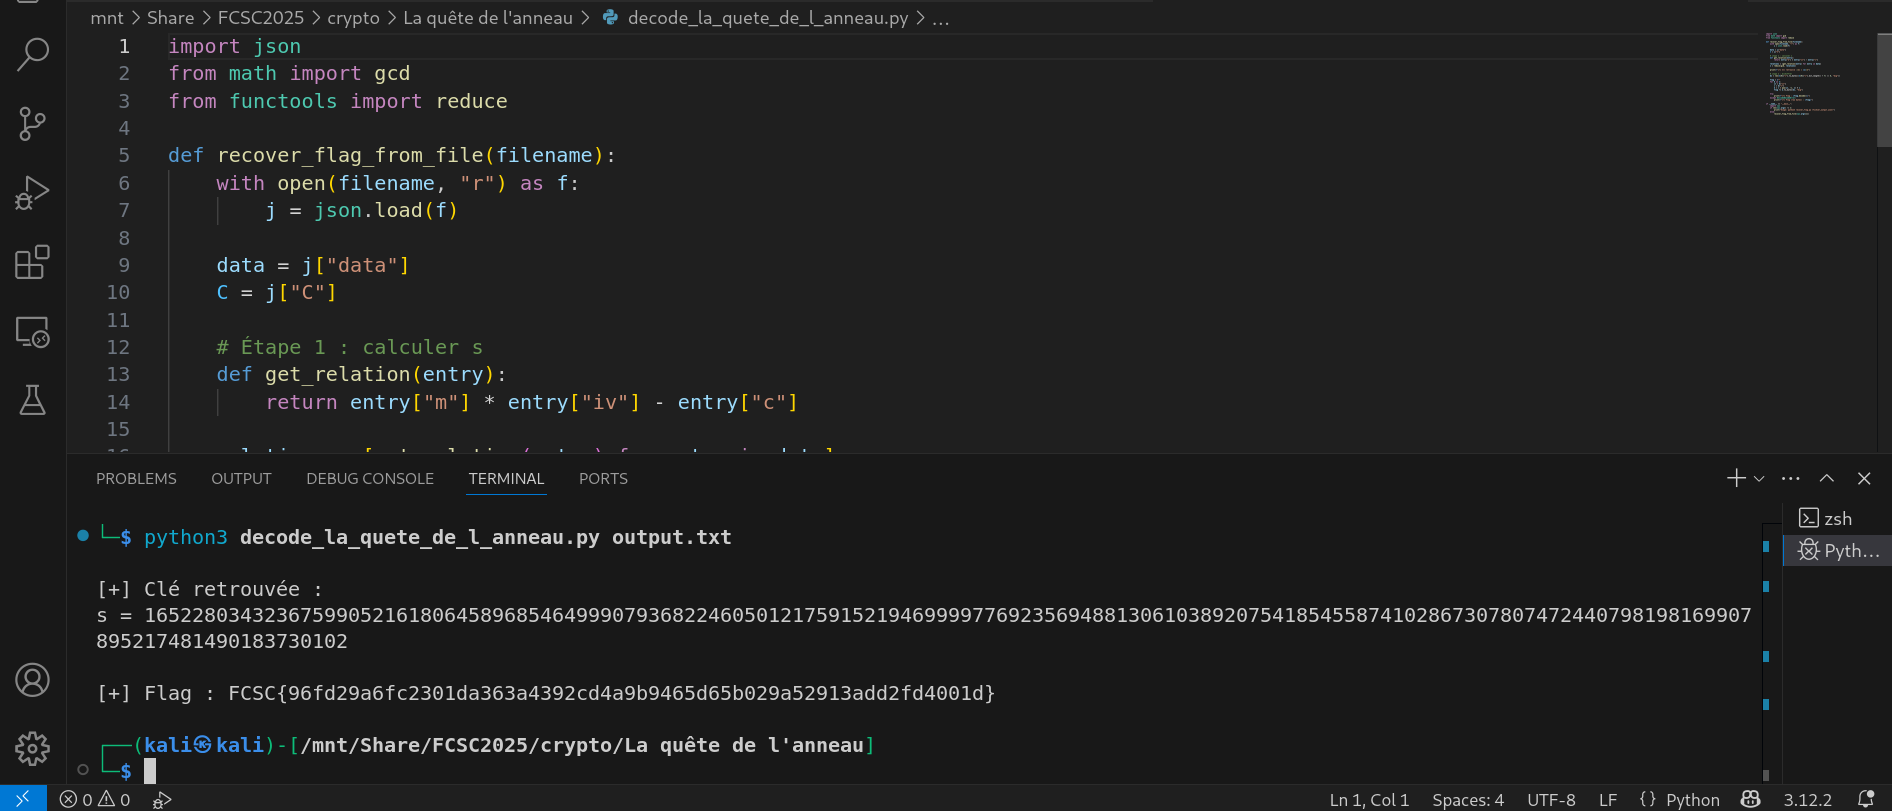 mnt > Share > FCSC2025 > crypto > La quête de l'anneau > decode_la_quete_de_l_anneau.py > ...
1 import json
2 from math import gcd
3 from functools import reduce
4
5 def recover_flag_from_file(filename):
6 with open(filename, "r") as f:
7 j = json.load(f)
8
9 data = j["data"]
10 C = j["C"]
11
12 # Étape 1 : calculer s
13 def get_relation(entry):
14 return entry["m"] * entry["iv"] - entry["c"]
15
PROBLEMS OUTPUT DEBUG CONSOLE TERMINAL PORTS
zsh
Pyth...
└─$ python3 decode_la_quete_de_l_anneau.py output.txt
[+] Clé retrouvée :
s = 16522803432367599052161806458968546499907936822460501217591521946999977692356948813061038920754185455874102867307807472440798198169907
895217481490183730102
[+] Flag : FCSC{96fd29a6fc2301da363a4392cd4a9b9465d65b029a52913add2fd4001d}
┌──(kali㉿kali)-[/mnt/Share/FCSC2025/crypto/La quête de l'anneau]
└─$
0 0 Ln 1, Col 1 Spaces: 4 UTF-8 LF {} Python 3.12.2